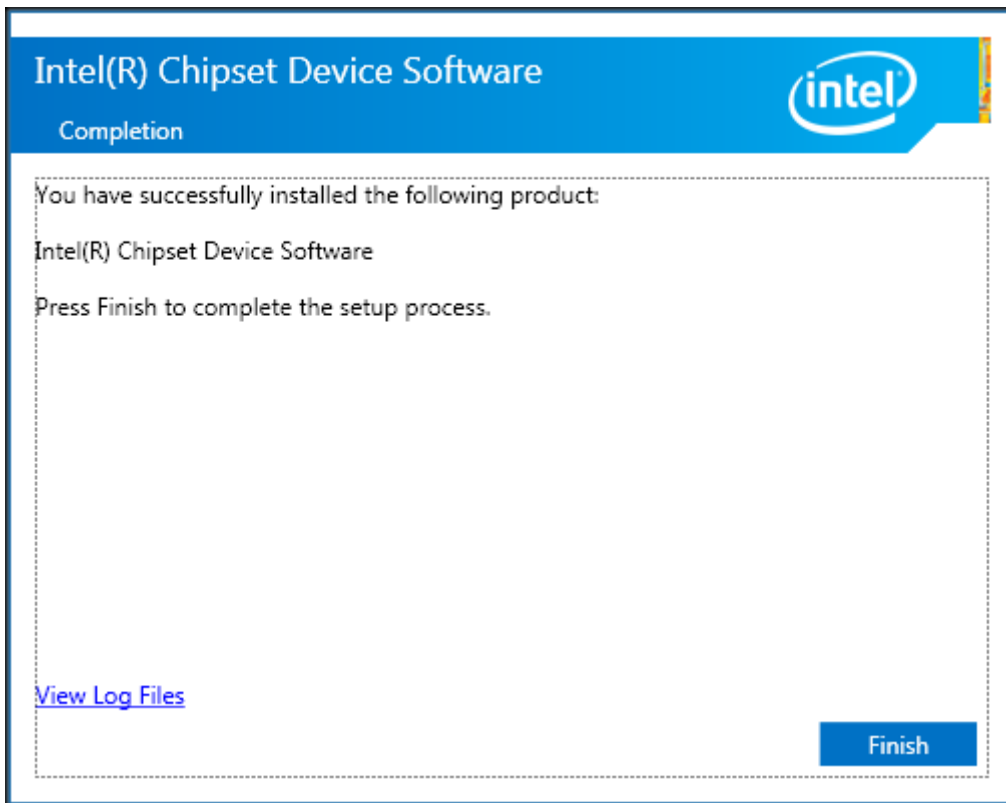 Intel(R) Chipset Device Software
intel
Completion
You have successfully installed the following product:
Intel(R) Chipset Device Software
Press Finish to complete the setup process.
View Log Files
Finish